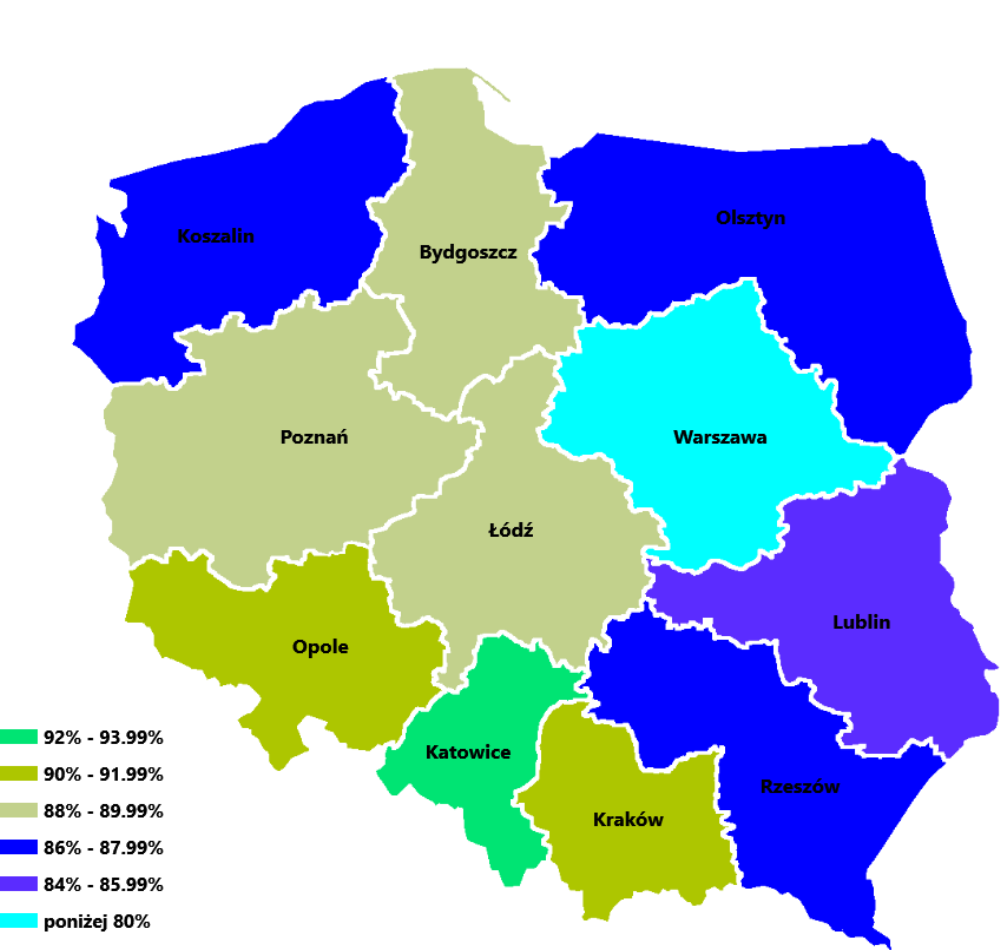 Koszalin
Olsztyn
Bydgoszcz
Poznań
Warszawa
Łódź
Lublin
Opole
Katowice
Rzeszów
Kraków
92% - 93.99%
90% - 91.99%
88% - 89.99%
86% - 87.99%
84% - 85.99%
poniżej 80%